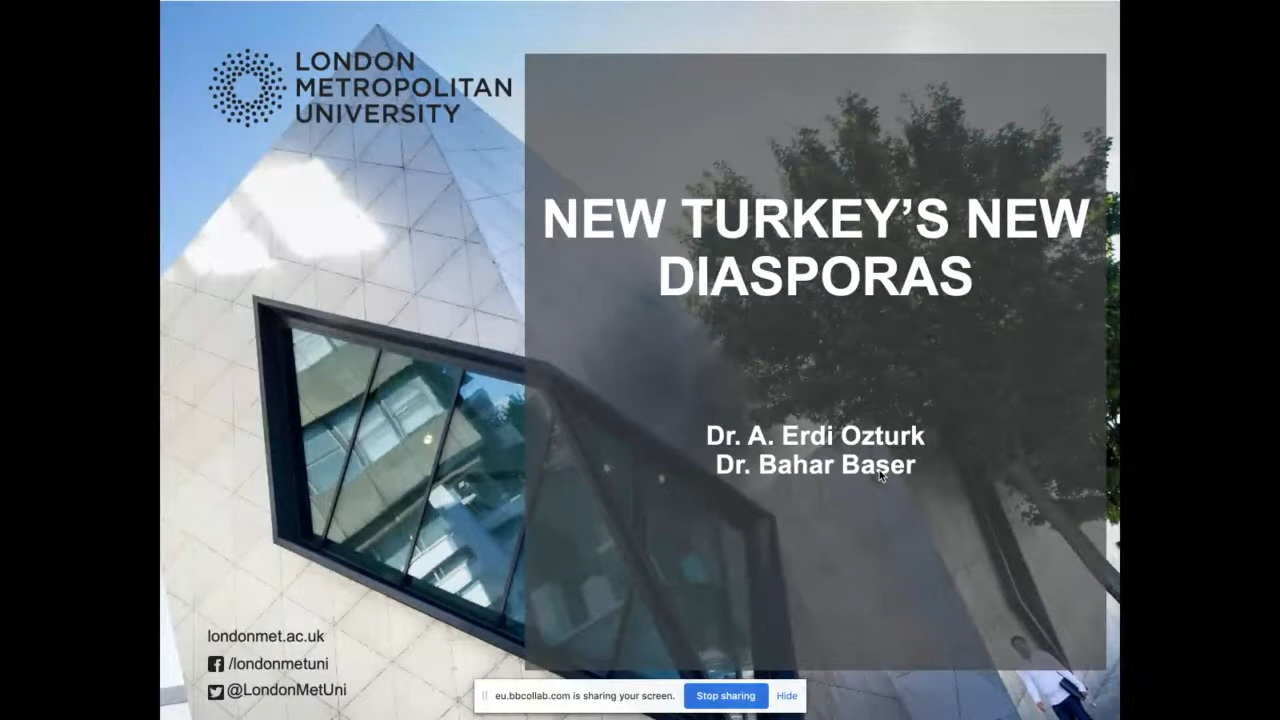 LONDON
METROPOLITAN
UNIVERSITY
NEW TURKEY’S NEW
DIASPORAS
Dr. A. Erdi Ozturk
Dr. Bahar Başer
londonmet.ac.uk
/londonmetuni
@LondonMetUni
eu.bbcollab.com is sharing your screen.
Stop sharing
Hide